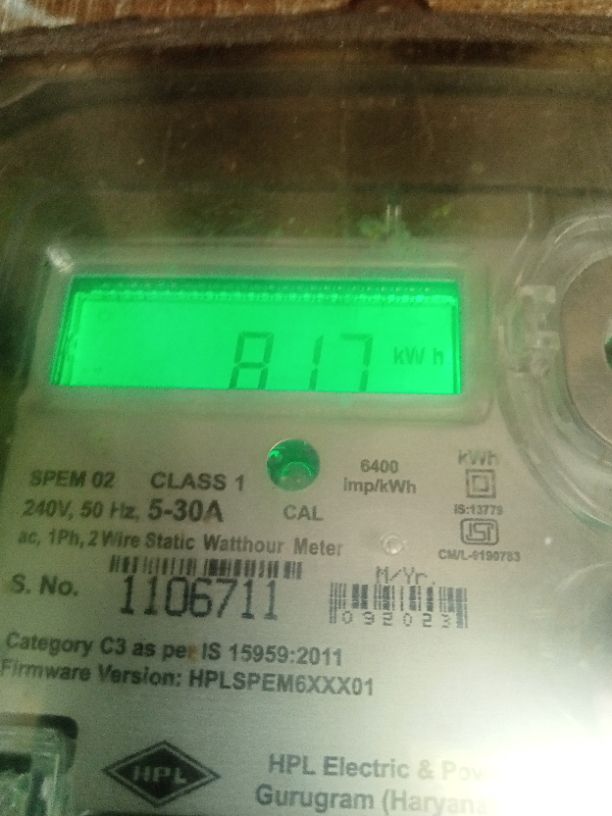 817 kWh
SPEM 02 CLASS 1 6400 imp/kWh kWh
240V, 50 Hz, 5-30A CAL IS:13779
ac, 1Ph, 2 Wire Static Watthour Meter
CM/L-9190783
S. No. 1106711 M/Yr. 092023
Category C3 as per IS 15959:2011
Firmware Version: HPLSPEM6XXX01
HPL HPL Electric &
Gurugram (Haryana